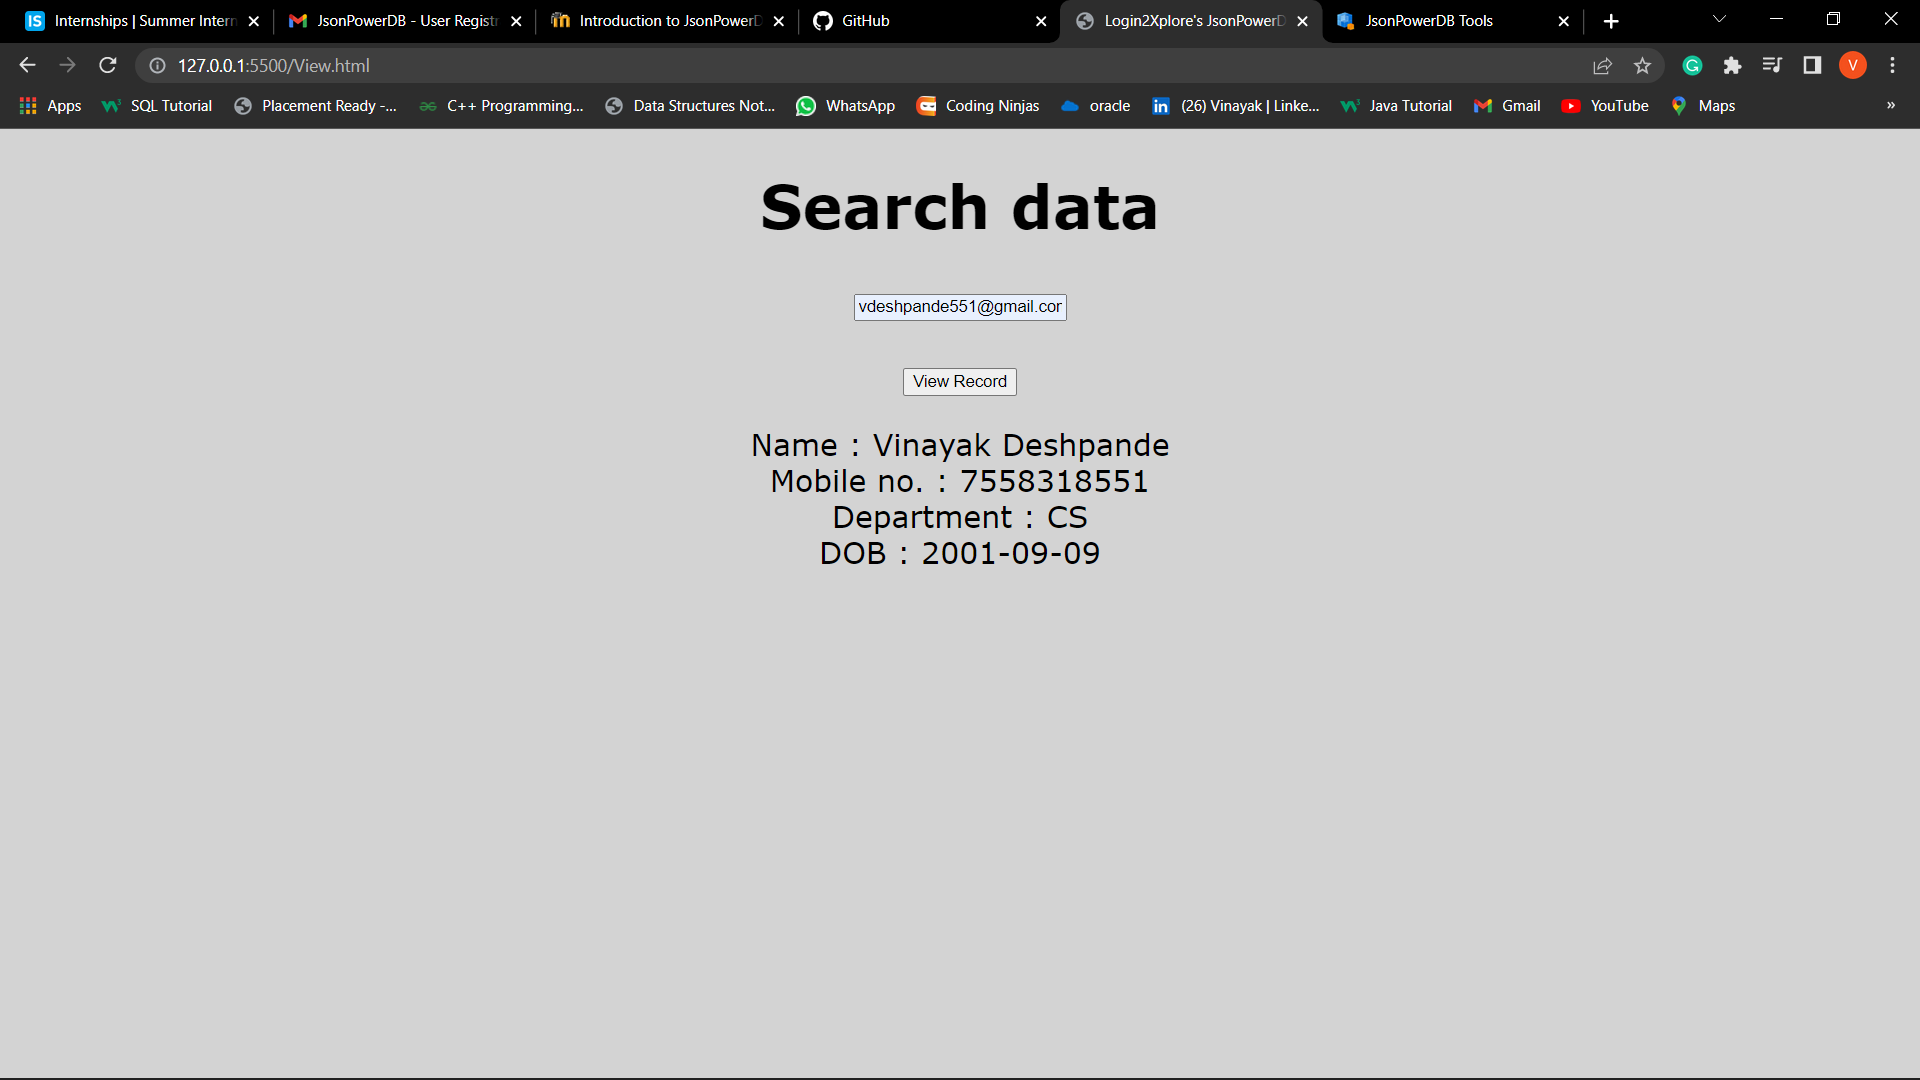 Internships | Summer Intern
JsonPowerDB - User Registr
Introduction to JsonPowerD
GitHub
Login2Xplore's JsonPowerD
JsonPowerDB Tools
127.0.0.1:5500/View.html
V
Apps
SQL Tutorial
Placement Ready -...
C++ Programming...
Data Structures Not...
WhatsApp
Coding Ninjas
oracle
(26) Vinayak | Linke...
Java Tutorial
Gmail
YouTube
Maps
»
Search data
vdeshpande551@gmail.cor
View Record
Name : Vinayak Deshpande
Mobile no. : 7558318551
Department : CS
DOB : 2001-09-09